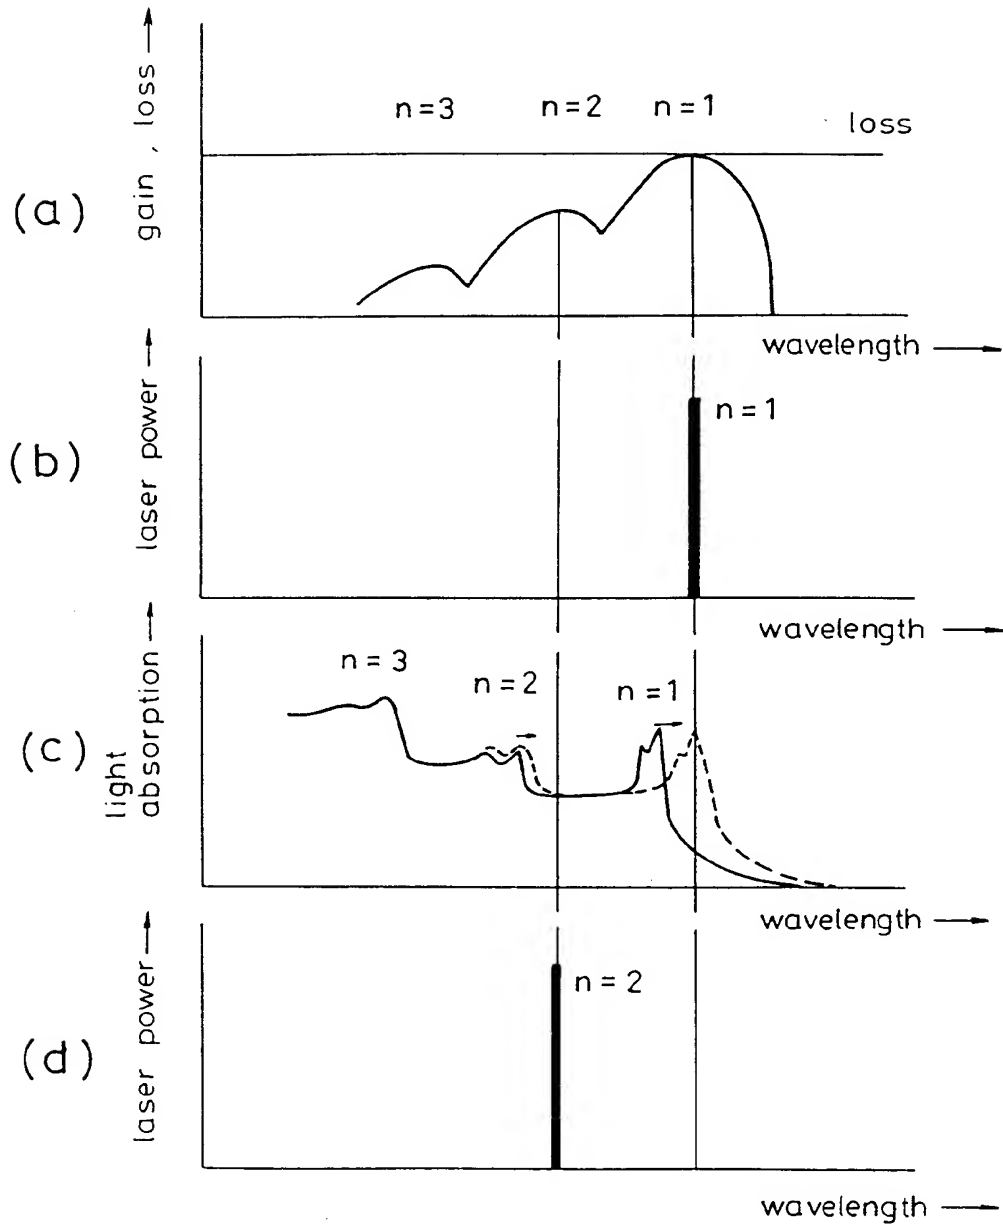 (a)
gain , loss
n=3
n=2
n=1
loss
wavelength
(b)
laser power
n=1
wavelength
(c)
light
absorption
n=3
n=2
n=1
wavelength
(d)
laser power
n = 2
wavelength